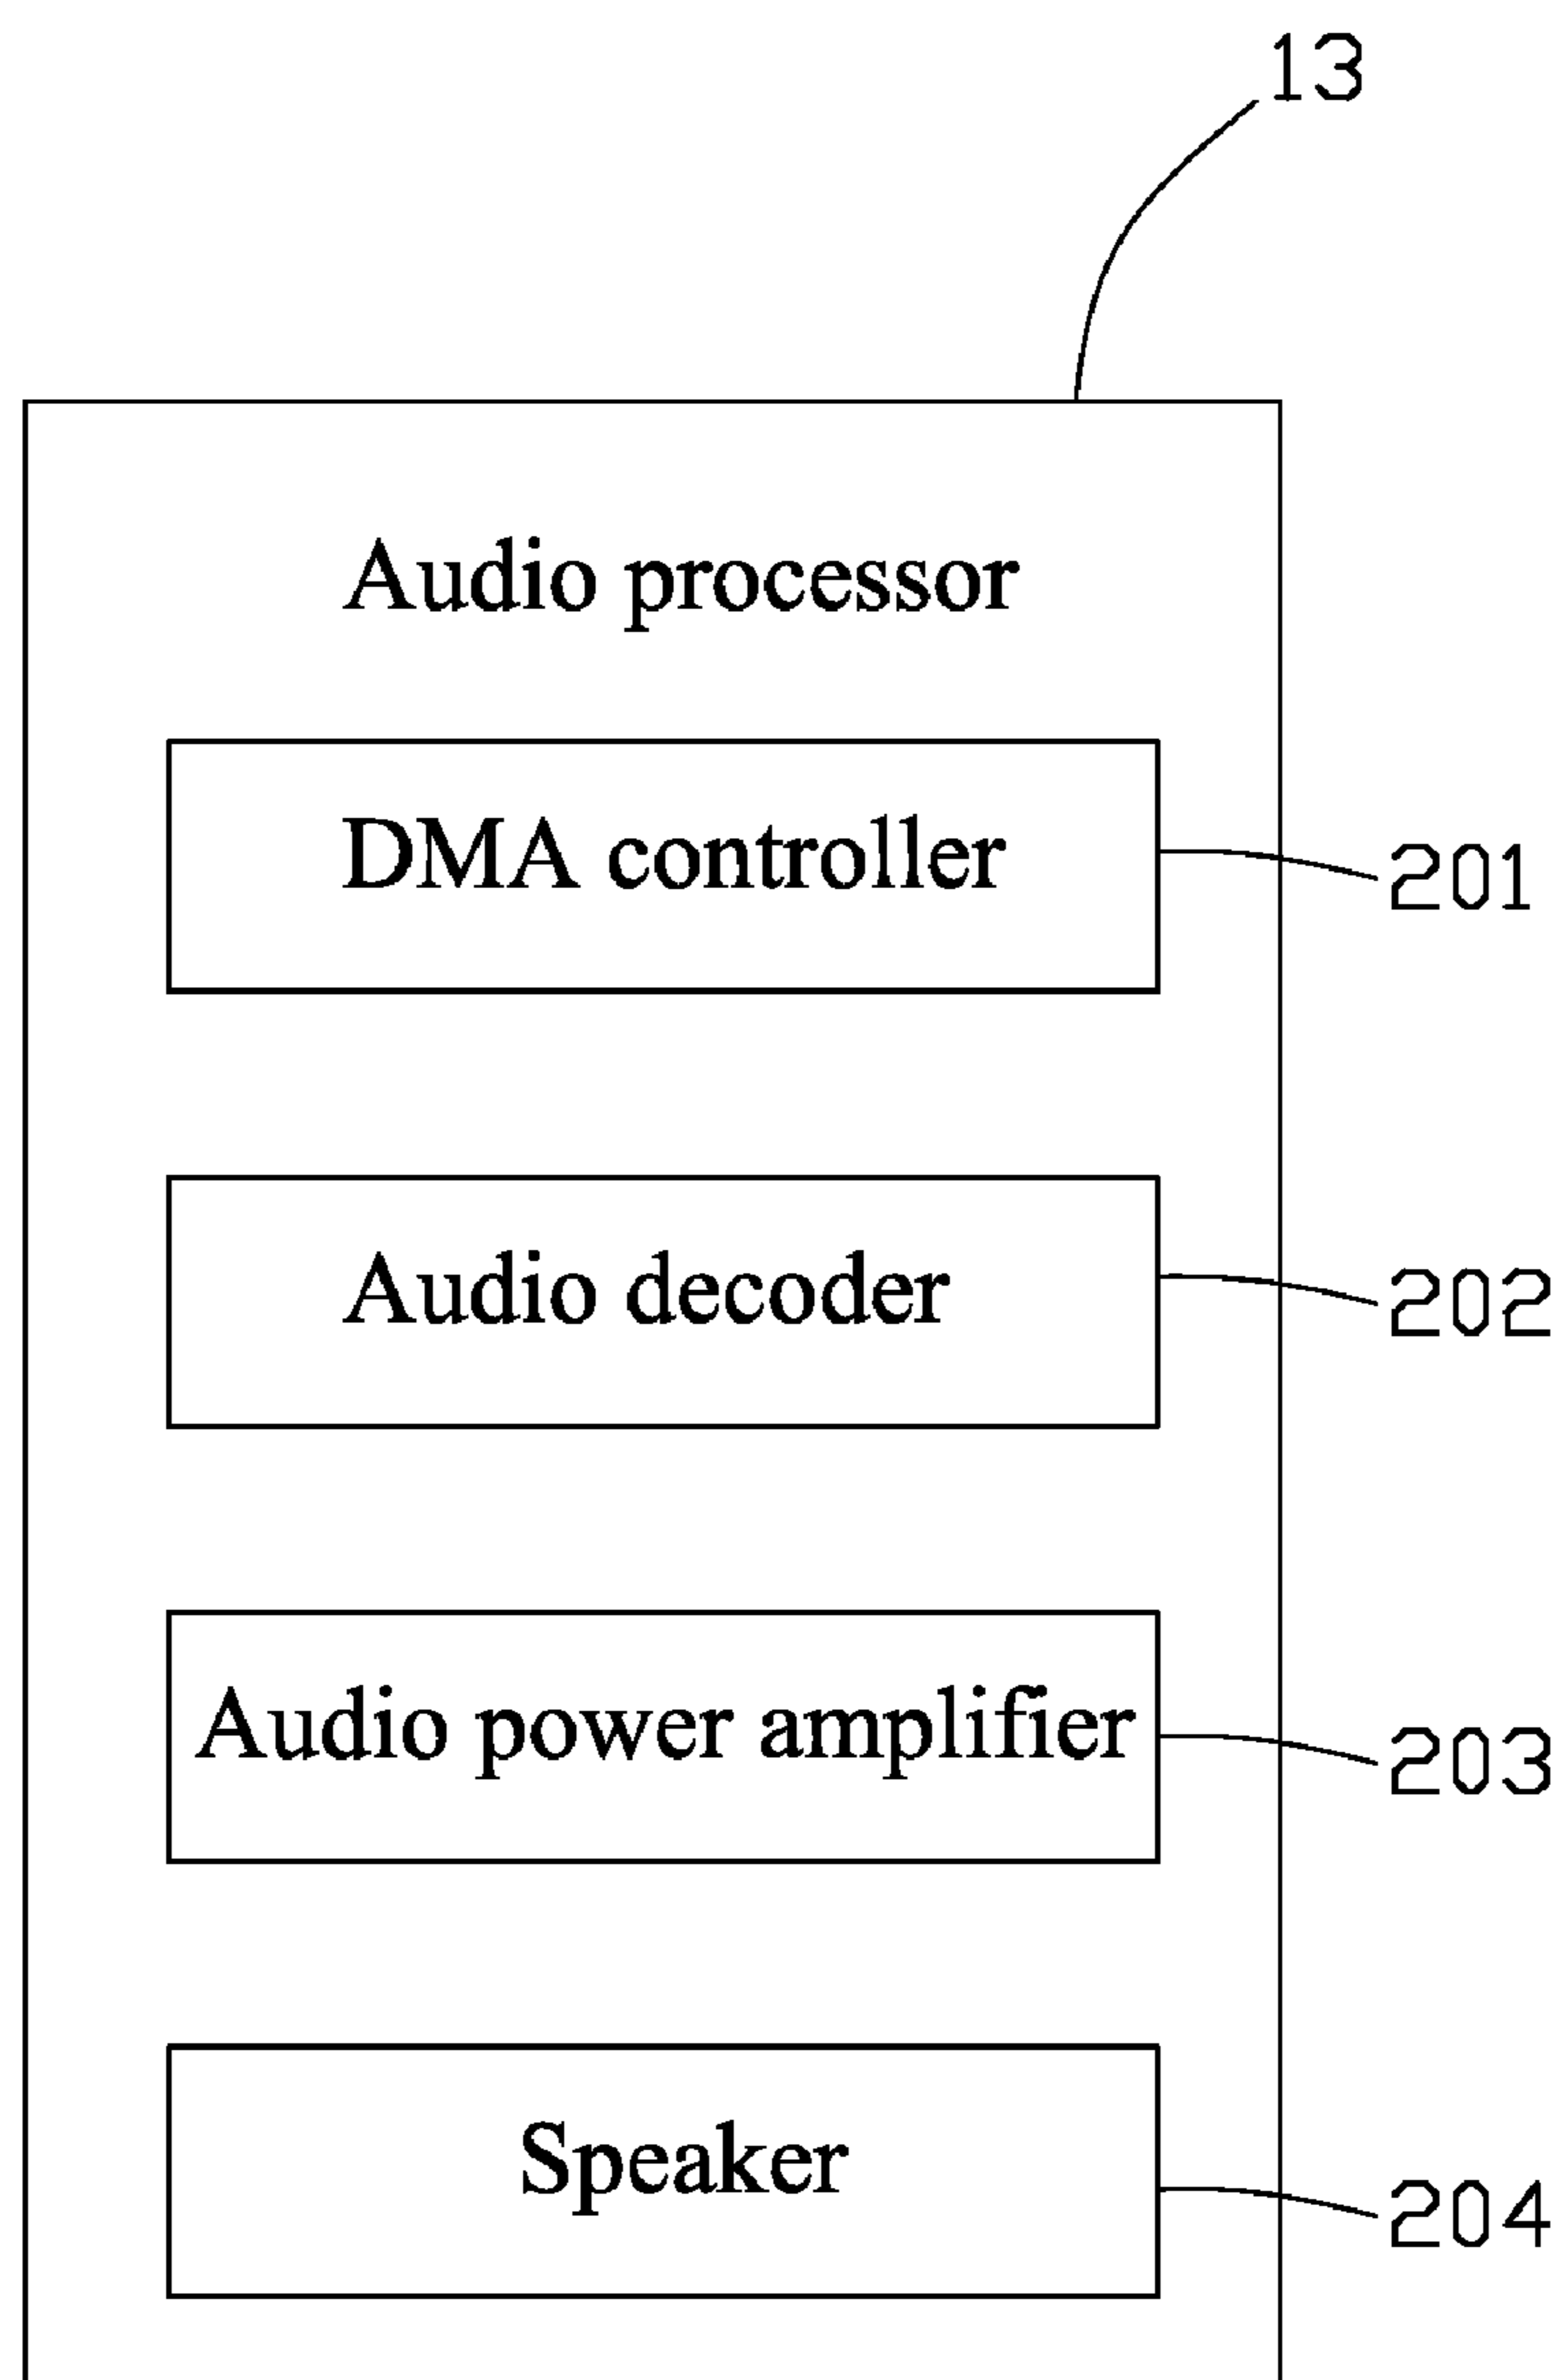 13
Audio processor
DMA controller
201
Audio decoder
202
Audio power amplifier
203
Speaker
204